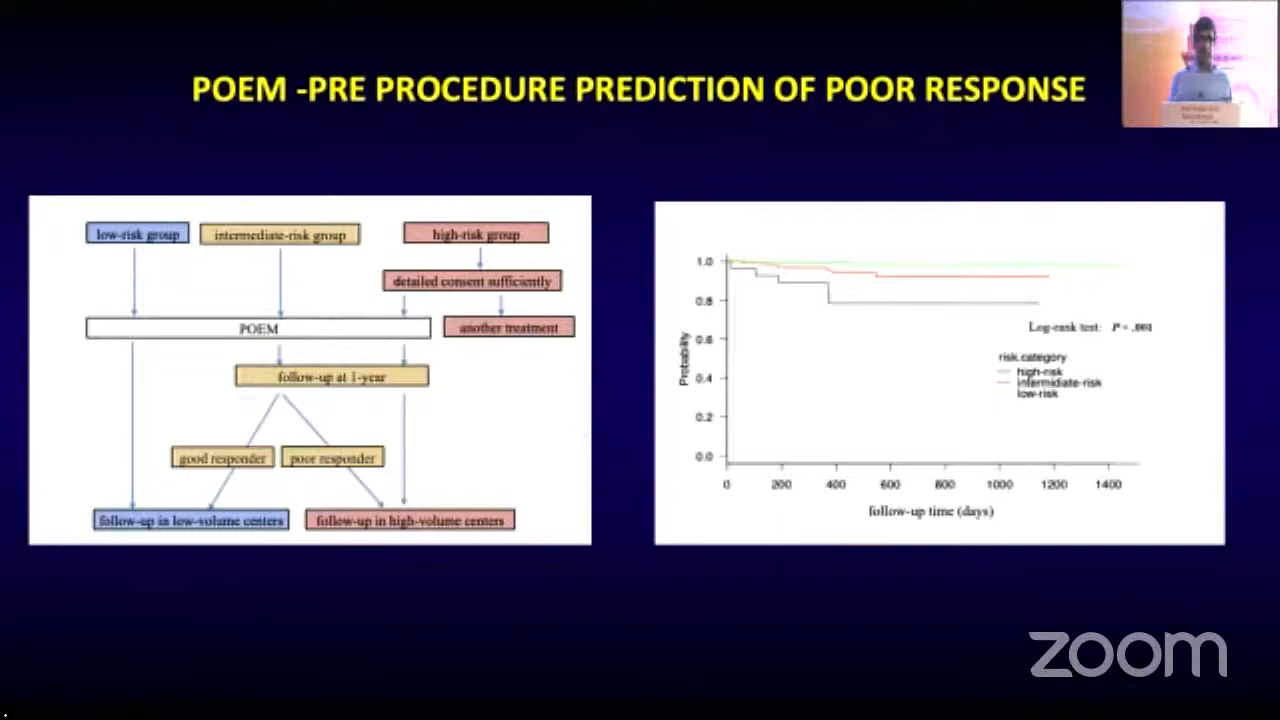 POEM -PRE PROCEDURE PREDICTION OF POOR RESPONSE
low-risk group
intermediate-risk group
high-risk group
detailed consent sufficiently
POEM
another treatment
follow-up at 1-year
good responder
poor responder
follow-up in low-volume centers
follow-up in high-volume centers
1.0
0.8
0.6
0.4
0.2
0.0
Probability
Log-rank test: P < .001
risk.category
high-risk
intermidiate-risk
low-risk
0 200 400 600 800 1000 1200 1400
follow-up time (days)
zoom